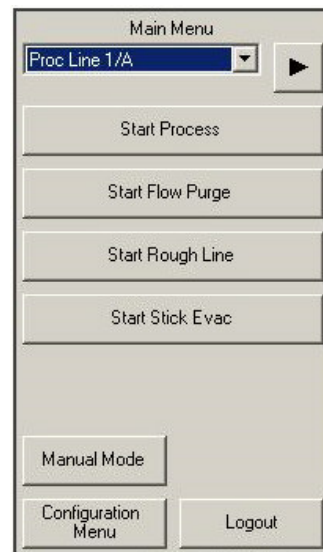 Main Menu
Proc Line 1/A
Start Process
Start Flow Purge
Start Rough Line
Start Stick Evac
Manual Mode
Configuration
Menu
Logout